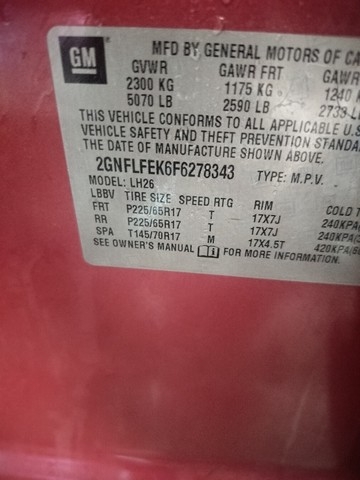 GM
MFD BY GENERAL MOTORS OF CA
GVWR GAWR FRT GAWR
2300 KG 1175 KG 1240
5070 LB 2590 LB 2733 LB
THIS VEHICLE CONFORMS TO ALL
VEHICLE SAFETY AND THEFT PREVENTION STANDA
THE DATE OF MANUFACTURE SHOWN ABOVE.
2GNFLFEK6F6278343 TYPE: M.P.V.
MODEL: LH26
LBBV TIRE SIZE SPEED RTG RIM COLD T
FRT P225/65R17 T 17X7J 240KPA(
RR P225/65R17 T 17X7J 240KPA(
SPA T145/70R17 M 17X4.5T 420KPA(60
SEE OWNER'S MANUAL FOR MORE INFORMATION